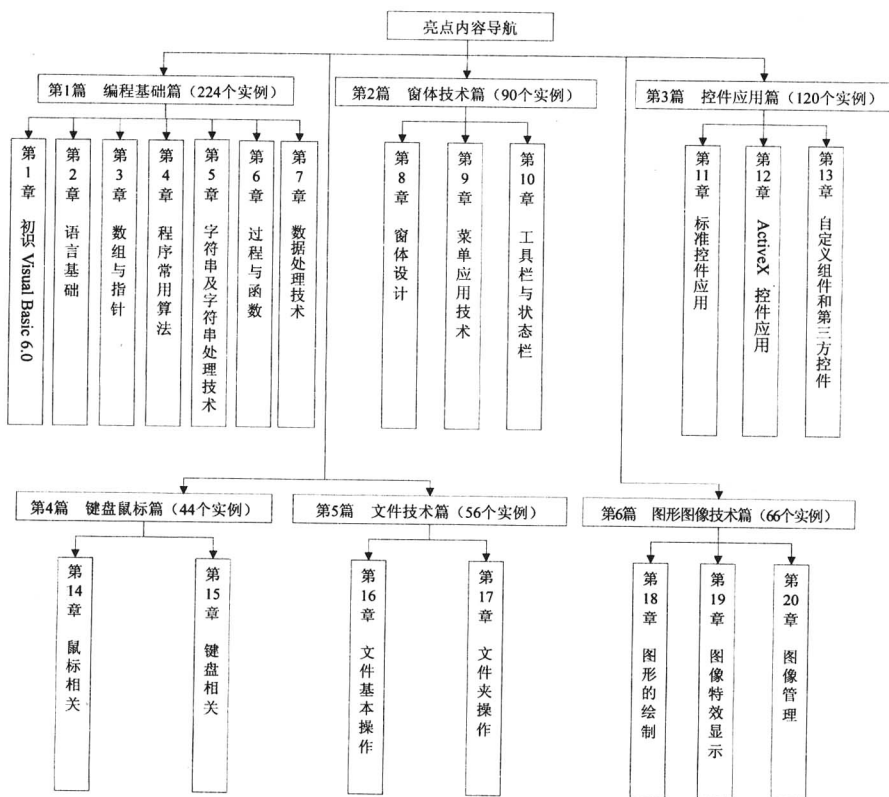 亮点内容导航
第1篇 编程基础篇（224个实例）
第2篇 窗体技术篇（90个实例）
第3篇 控件应用篇（120个实例）
第1章 初识 Visual Basic 6.0
第2章 语言基础
第3章 数组与指针
第4章 程序常用算法
第5章 字符串及字符串处理技术
第6章 过程与函数
第7章 数据处理技术
第8章 窗体设计
第9章 菜单应用技术
第10章 工具栏与状态栏
第11章 标准控件应用
第12章 ActiveX 控件应用
第13章 自定义组件和第三方控件
第4篇 键盘鼠标篇（44个实例）
第5篇 文件技术篇（56个实例）
第6篇 图形图像技术篇（66个实例）
第14章 鼠标相关
第15章 键盘相关
第16章 文件基本操作
第17章 文件夹操作
第18章 图形的绘制
第19章 图像特效显示
第20章 图像管理